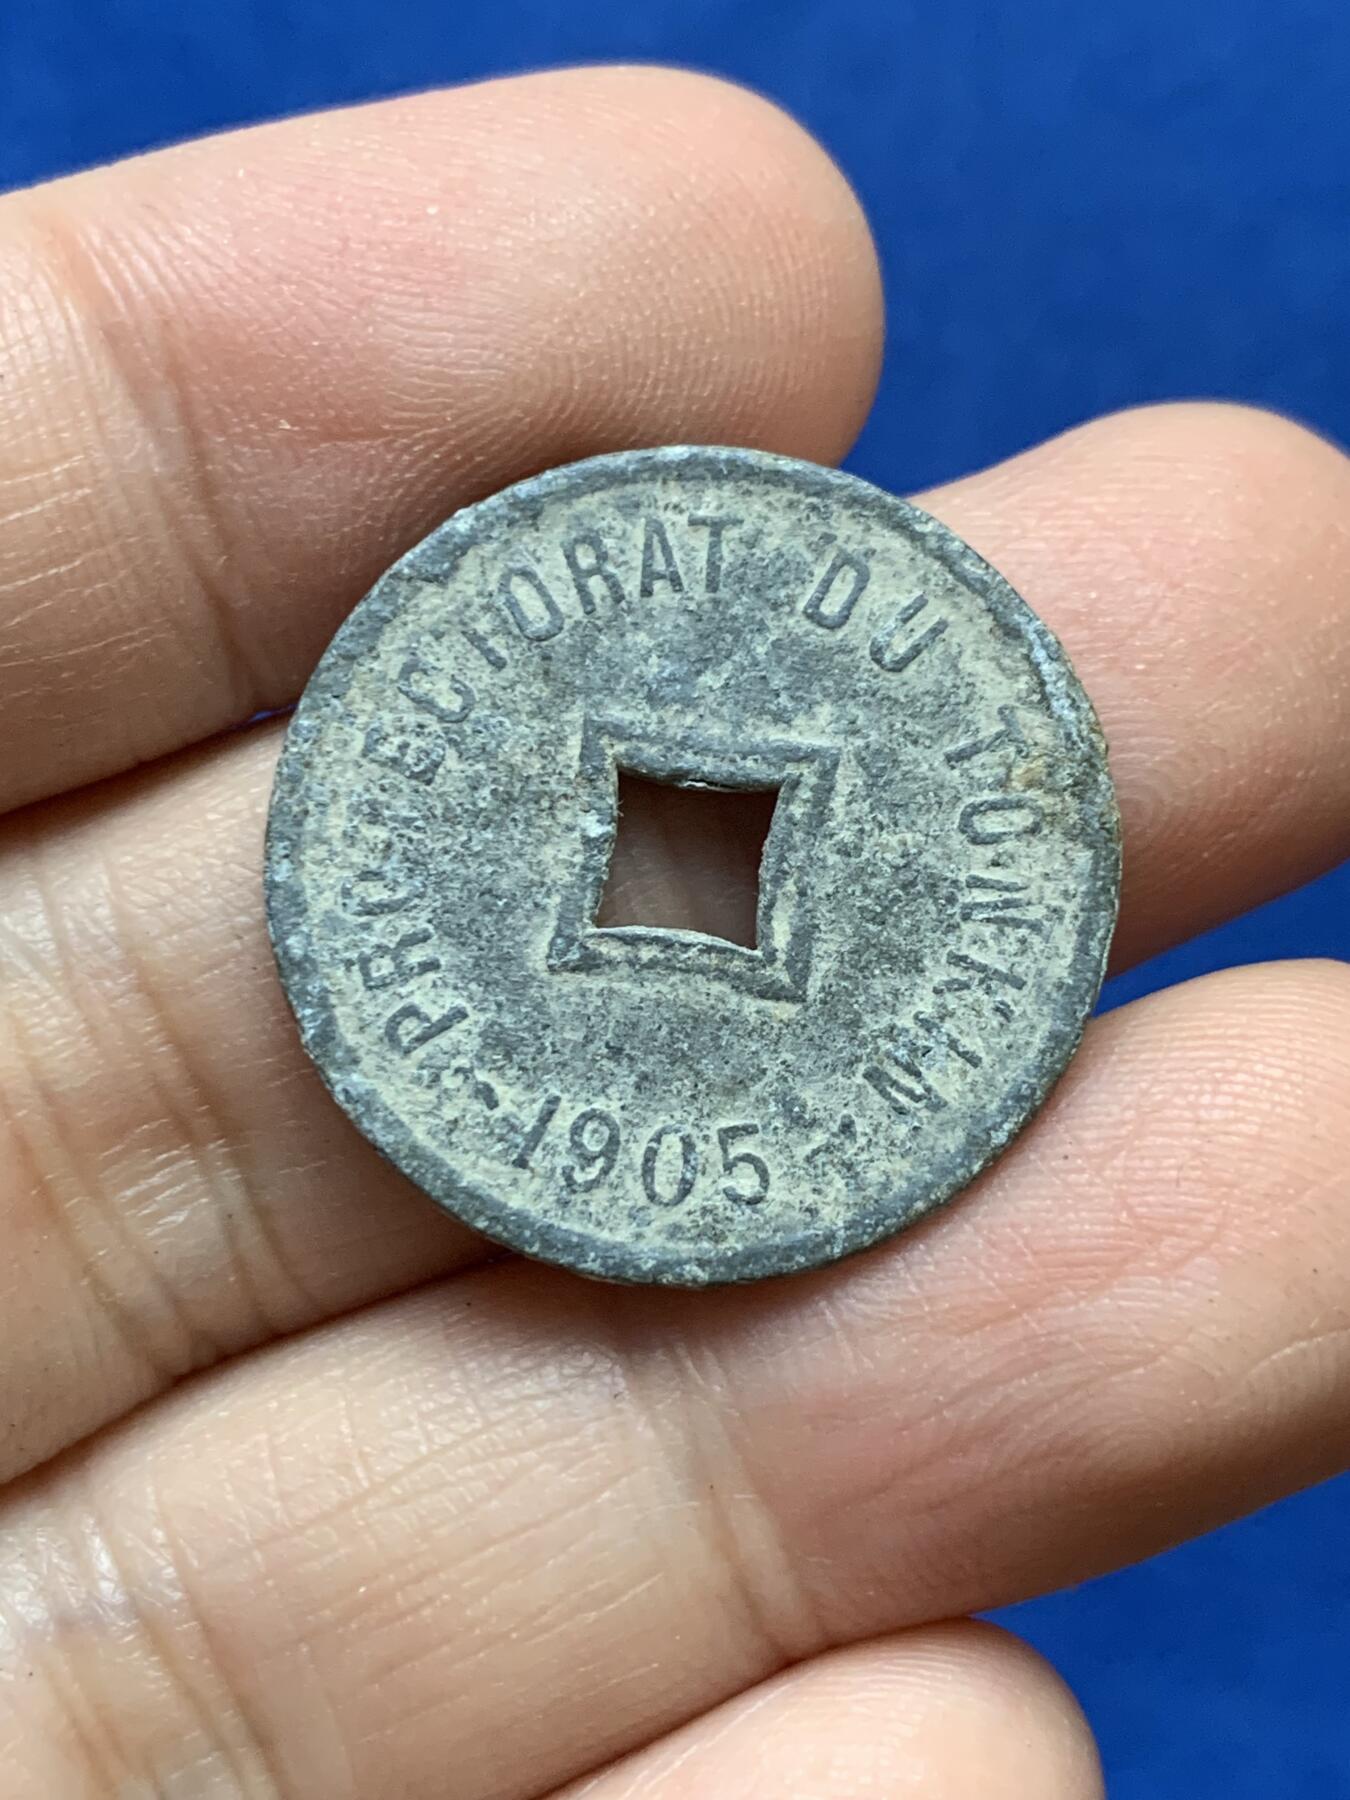 PROTECTORAT DU TONKIN
- 1905 -